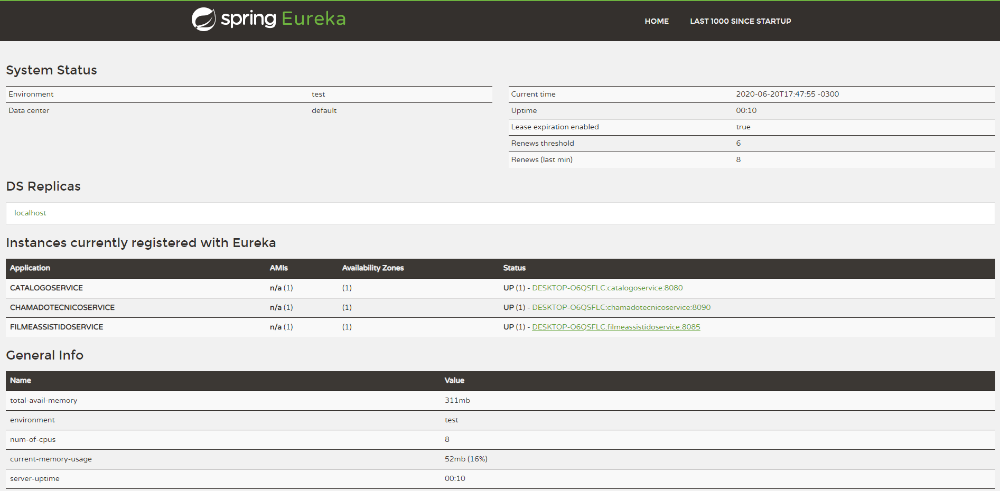 spring Eureka
HOME LAST 1000 SINCE STARTUP
System Status
Environment test
Data center default
Current time 2020-06-20T17:47:55 -0300
Uptime 00:10
Lease expiration enabled true
Renews threshold 6
Renews (last min) 8
DS Replicas
localhost
Instances currently registered with Eureka
Application AMIs Availability Zones Status
CATALOGOSERVICE n/a (1) (1) UP (1) - DESKTOP-O6QSFLC:catalogoservice:8080
CHAMADOTECNICOSERVICE n/a (1) (1) UP (1) - DESKTOP-O6QSFLC:chamadotecnicoservice:8090
FILMEASSISTIDOSERVICE n/a (1) (1) UP (1) - DESKTOP-O6QSFLC:filmeassistidoservice:8085
General Info
Name Value
total-avail-memory 311mb
environment test
num-of-cpus 8
current-memory-usage 52mb (16%)
server-uptime 00:10